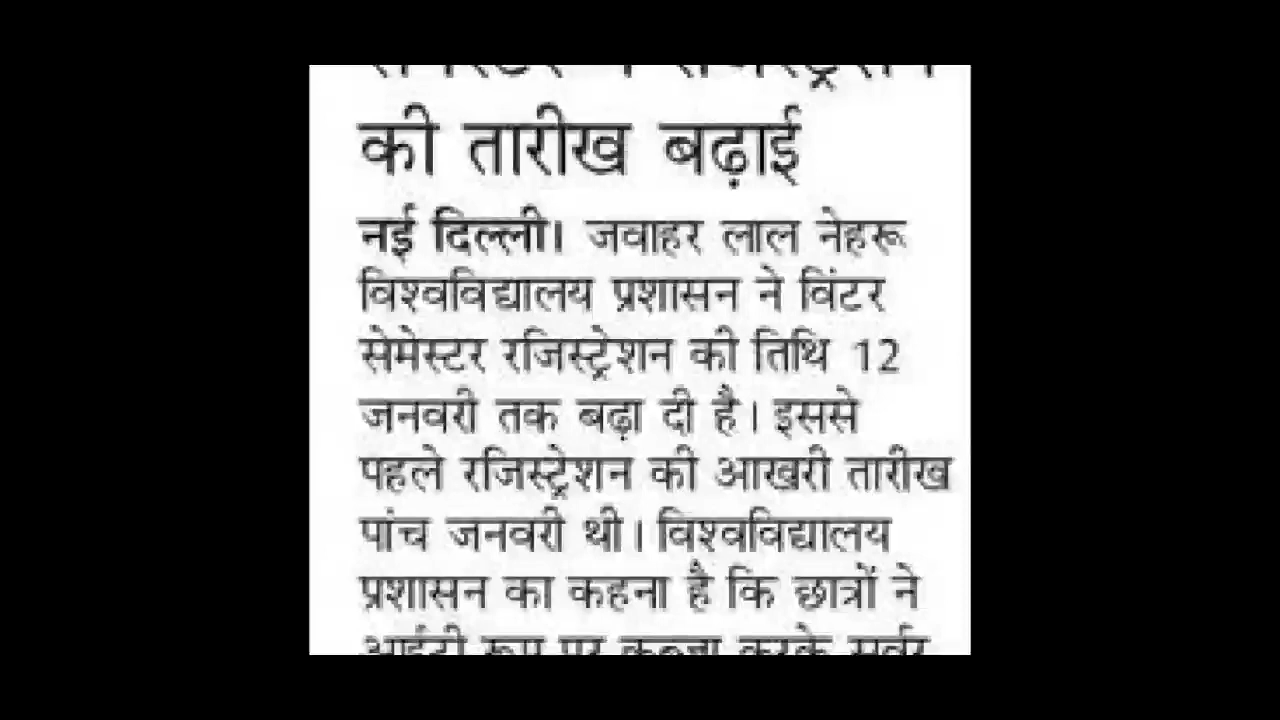 की तारीख बढ़ाई
नई दिल्ली। जवाहर लाल नेहरू
विश्वविद्यालय प्रशासन ने विंटर
सेमेस्टर रजिस्ट्रेशन की तिथि 12
जनवरी तक बढ़ा दी है। इससे
पहले रजिस्ट्रेशन की आखरी तारीख
पांच जनवरी थी। विश्वविद्यालय
प्रशासन का कहना है कि छात्रों ने